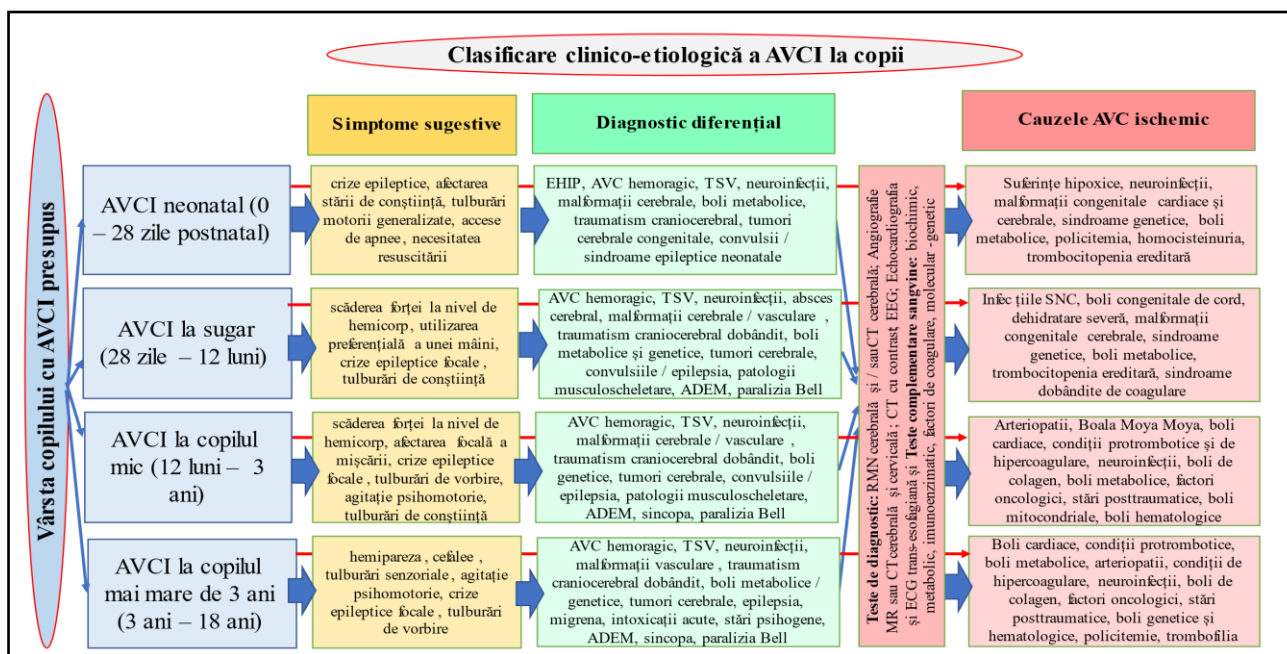 Clasificare clinico-etiologică a AVCI la copii
Vârsta copilului cu AVCI presupus
Simptome sugestive
Diagnostic diferențial
Cauzele AVC ischemic
AVCI neonatal (0
– 28 zile postnatal)
crize epileptice, afectarea
stării de conștiință, tulburări
motorii generalizate, accese
de apnee, necesitatea
resuscitării
EHIP, AVC hemoragic, TSV, neuroinfecții,
malformații cerebrale, boli metabolice,
traumatism craniocerebral, tumori
cerebrale congenitale, convulsii /
sindroame epileptice neonatale
Suferințe hipoxice, neuroinfecții,
malformații congenitale cardiace și
cerebrale, sindroame genetice, boli
metabolice, policitemia, homocisteinuria,
trombocitopenia ereditară
AVCI la sugar
(28 zile – 12 luni)
scăderea forței la nivel de
hemicorp, utilizarea
preferențială a unei mâini,
crize epileptice focale,
tulburări de conștiință
AVC hemoragic, TSV, neuroinfecții, absces
cerebral, malformații cerebrale / vasculare ,
traumatism craniocerebral dobândit, boli
metabolice și genetice, tumori cerebrale,
convulsiile / epilepsia, patologii
musculoscheletare, ADEM, paralizia Bell
Infec țiile SNC, boli congenitale de cord,
dehidratare severă, malformații
congenitale cerebrale, sindroame
genetice, boli metabolice,
trombocitopenia ereditară, sindroame
dobândite de coagulare
AVCI la copilul
mic (12 luni – 3
ani)
scăderea forței la nivel de
hemicorp, afectarea focală a
mișcării, crize epileptice
focale, tulburări de vorbire,
agitație psihomotorie,
tulburări de conștiință
AVC hemoragic, TSV, neuroinfecții,
malformații cerebrale / vasculare ,
traumatism craniocerebral dobândit, boli
genetice, tumori cerebrale, convulsiile /
epilepsia, patologii musculoscheletare,
ADEM, sincopa, paralizia Bell
Arteriopatii, Boala Moya Moya, boli
cardiace, condiții protrombotice și de
hipercoagulare, neuroinfecții, boli de
colagen, boli metabolice, factori
oncologici, stări posttraumatice, boli
mitocondriale, boli hematologice
AVCI la copilul
mai mare de 3 ani
(3 ani – 18 ani)
hemipareza , cefalee,
tulburări senzoriale, agitație
psihomotorie, crize
epileptice focale, tulburări
de vorbire
AVC hemoragic, TSV, neuroinfecții,
malformații vasculare , traumatism
craniocerebral dobândit, boli metabolice /
genetice, tumori cerebrale, epilepsia,
migrena, intoxicații acute, stări psihogene,
ADEM, sincopa, paralizia Bell
Boli cardiace, condiții protrombotice,
boli metabolice, arteriopatii, condiții de
hipercoagulare, neuroinfecții, boli de
colagen, factori oncologici, stări
posttraumatice, boli genetice și
hematologice, policitemie, trombofilia
Teste de diagnostic: RMN cerebrală și / sau CT cerebrală; Angiografie
MR sau CT cerebrală și cervicală; CT cu contrast EEG; Echocardiografia
și ECG trans-esofagiană și Teste complementare sangvine: biochimic,
metabolic, imunoenzimatic, factori de coagulare, molecular -genetic